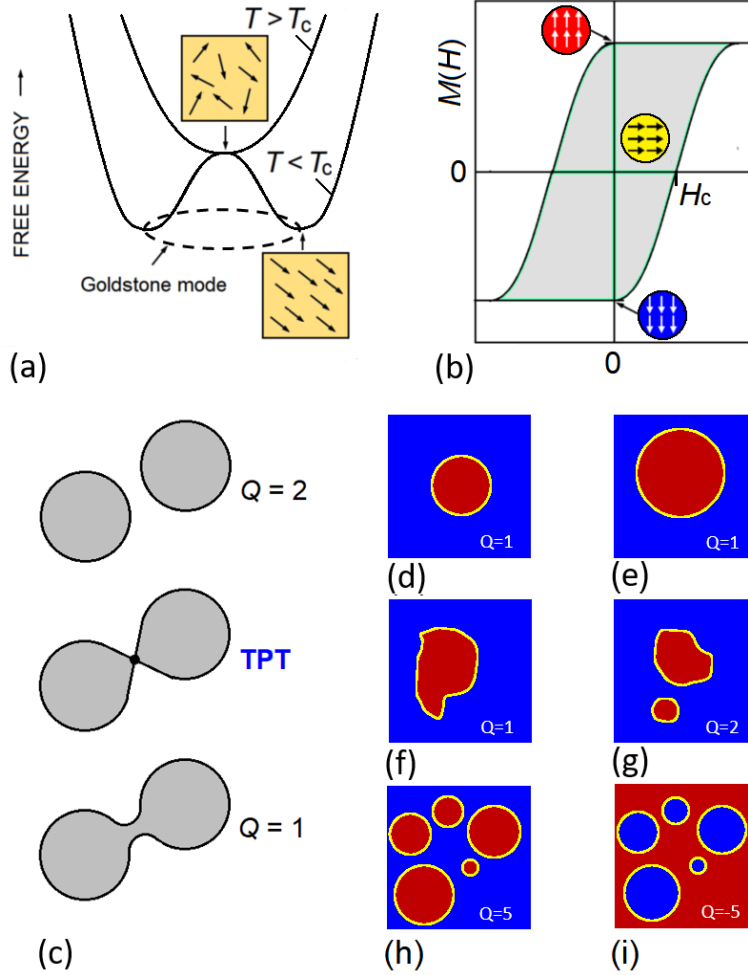 T > Tc
T < Tc
FREE ENERGY →
Goldstone mode
(a)
M(H)
0
Hc
0
(b)
Q = 2
TPT
Q = 1
(c)
Q=1
(d)
Q=1
(e)
Q=1
(f)
Q=2
(g)
Q=5
(h)
Q=-5
(i)